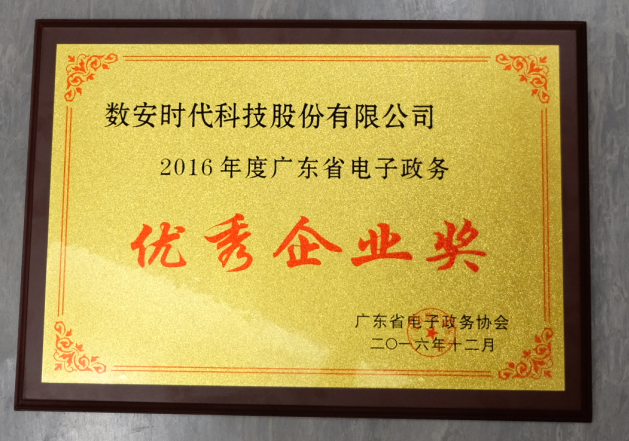 数安时代科技股份有限公司
2016年度广东省电子政务
优秀企业奖
广东省电子政务协会
二〇一六年十二月